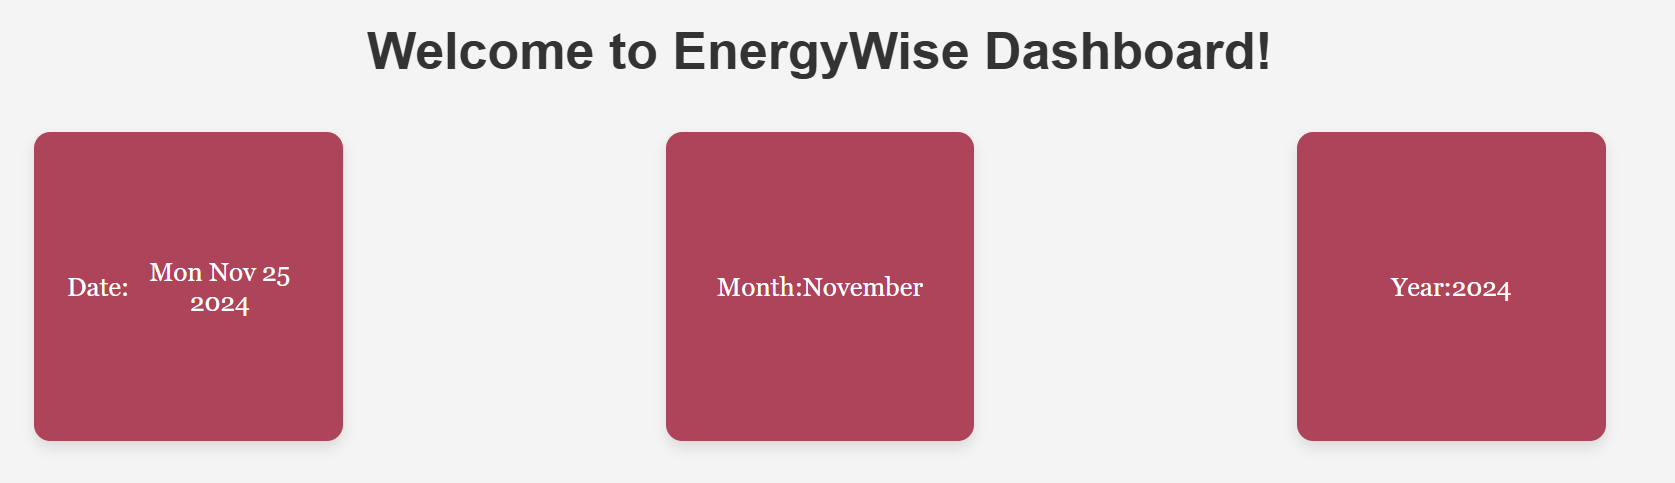 Welcome to EnergyWise Dashboard!
Date:
Mon Nov 25
2024
Month:November
Year:2024